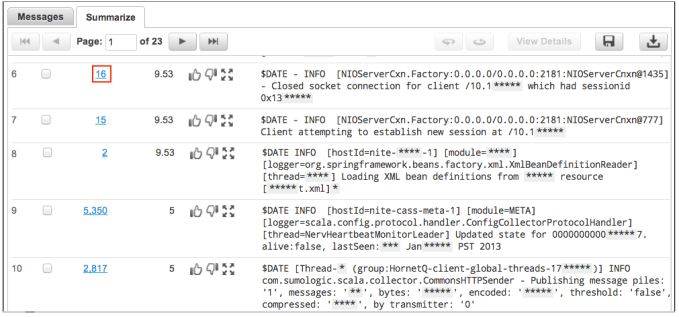 Messages Summarize
Page: 1 of 23 View Details
6 16 9.53 $DATE - INFO [NIOServerCxn.Factory:0.0.0.0/0.0.0.0:2181:NIOServerCnxn@1435]
- Closed socket connection for client /10.1***** which had sessionid
0x13*****
7 15 9.53 $DATE - INFO [NIOServerCxn.Factory:0.0.0.0/0.0.0.0:2181:NIOServerCnxn@777]
Client attempting to establish new session at /10.1*****
8 2 9.53 $DATE INFO [hostId=nite-****-1] [module=****]
[logger=org.springframework.beans.factory.xml.XmlBeanDefinitionReader]
[thread=****] Loading XML bean definitions from ***** resource
[*****t.xml]*
9 5,350 5 $DATE INFO [hostId=nite-cass-meta-1] [module=META]
[logger=scala.config.protocol.handler.ConfigCollectorProtocolHandler]
[thread=NervHeartbeatMonitorLeader] Updated state for 0000000000*****7.
alive:false, lastSeen:*** Jan***** PST 2013
10 2,817 5 $DATE [Thread-* (group:HornetQ-client-global-threads-17*****)] INFO
com.sumologic.scala.collector.CommonsHTTPSender - Publishing message piles:
'1', messages: '**', bytes: '*****', encoded: '*****', threshold: 'false',
compressed: '****', by transmitter: '0'